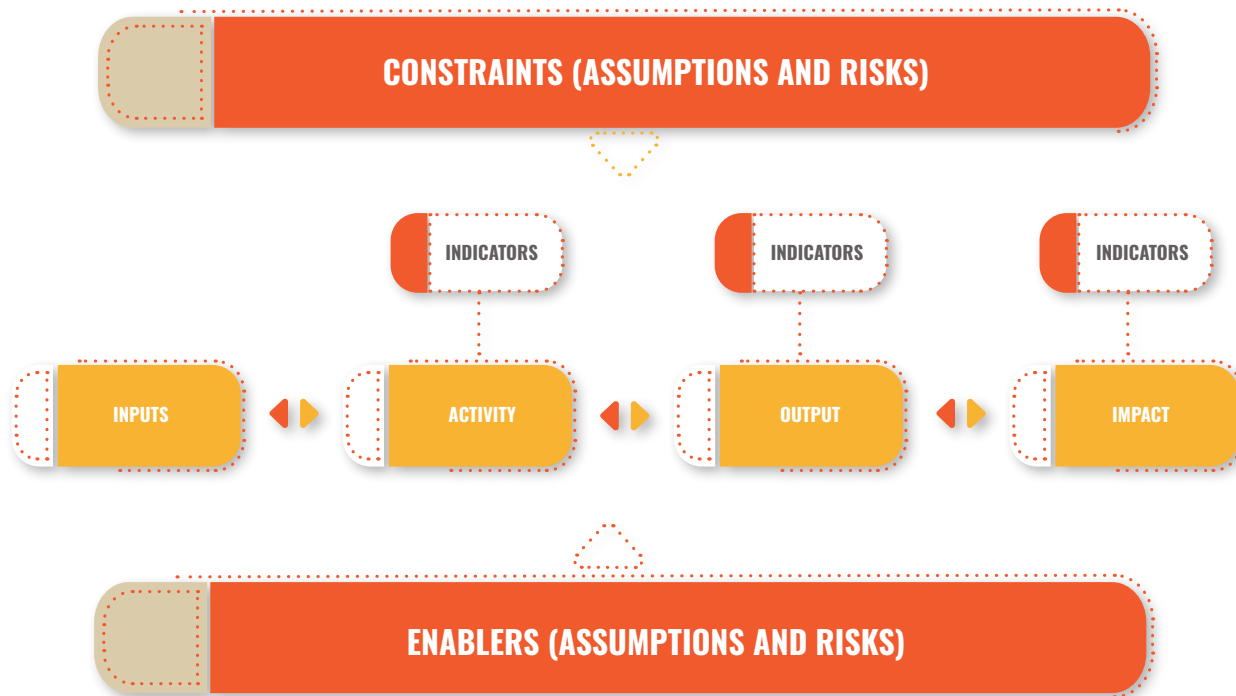 CONSTRAINTS (ASSUMPTIONS AND RISKS)
INDICATORS
INDICATORS
INDICATORS
INPUTS
ACTIVITY
OUTPUT
IMPACT
ENABLERS (ASSUMPTIONS AND RISKS)